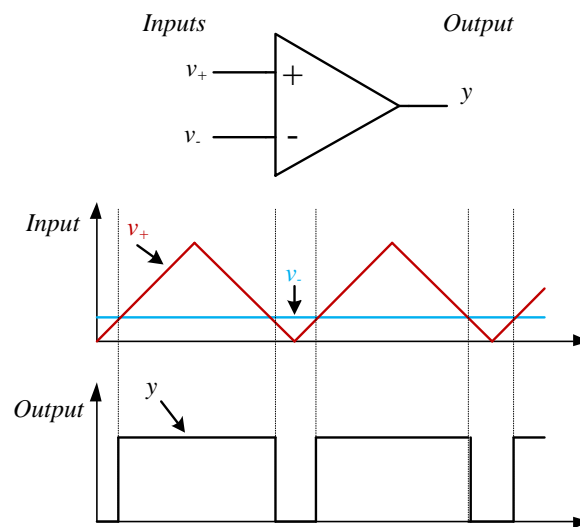 Inputs
Output
v+
+
y
v-
-
Input
v+
v-
y
Output